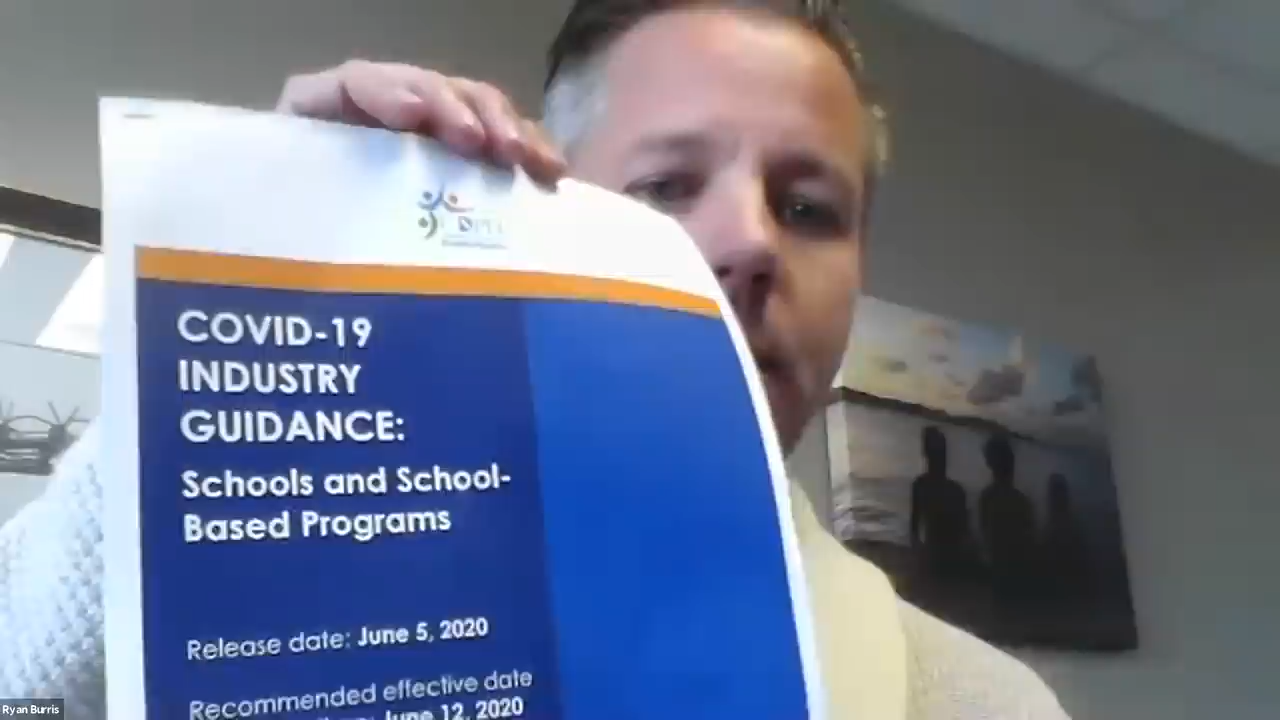 COVID-19
INDUSTRY
GUIDANCE:
Schools and School-
Based Programs
Release date: June 5, 2020
Recommended effective date
June 12, 2020
Ryan Burris